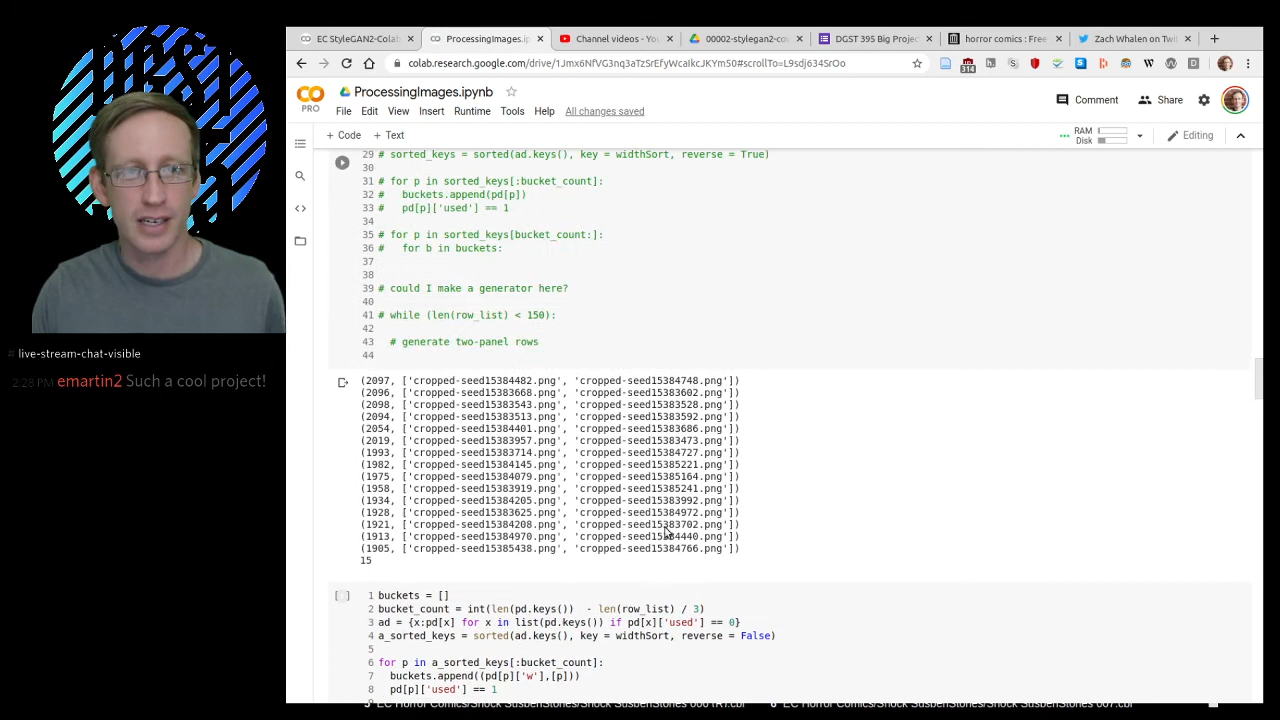 EC StyleGAN2-Colab
ProcessingImages.ipynb
Channel videos - You
00002-stylegan2-co
DGST 395 Big Proje
horror comics : Free
Zach Whalen on Twit
colab.research.google.com/drive/1Jmx6NfVG3nq3aTzSrEfyWcaIkcJKYm50#scrollTo=L9sdj634SrOo
314
CO
PRO
ProcessingImages.ipynb
Comment
Share
File Edit View Insert Runtime Tools Help All changes saved
+ Code + Text
RAM
Disk
Editing
29 # sorted_keys = sorted(ad.keys(), key = widthSort, reverse = True)
30
31 # for p in sorted_keys[:bucket_count]:
32 #   buckets.append(pd[p])
33 #   pd[p]['used'] == 1
34
35 # for p in sorted_keys[bucket_count:]:
36 #   for b in buckets:
37
38
39 # could I make a generator here?
40
41 # while (len(row_list) < 150):
42
43   # generate two-panel rows
44
(2097, ['cropped-seed15384482.png', 'cropped-seed15384748.png'])
(2096, ['cropped-seed15383668.png', 'cropped-seed15383602.png'])
(2098, ['cropped-seed15383543.png', 'cropped-seed15383528.png'])
(2094, ['cropped-seed15383513.png', 'cropped-seed15383592.png'])
(2054, ['cropped-seed15384401.png', 'cropped-seed15383686.png'])
(2019, ['cropped-seed15383957.png', 'cropped-seed15383473.png'])
(1993, ['cropped-seed15383714.png', 'cropped-seed15384727.png'])
(1982, ['cropped-seed15384145.png', 'cropped-seed15385221.png'])
(1975, ['cropped-seed15384079.png', 'cropped-seed15385164.png'])
(1958, ['cropped-seed15383919.png', 'cropped-seed15385241.png'])
(1934, ['cropped-seed15384205.png', 'cropped-seed15383992.png'])
(1928, ['cropped-seed15383625.png', 'cropped-seed15384972.png'])
(1921, ['cropped-seed15384208.png', 'cropped-seed15383702.png'])
(1913, ['cropped-seed15384970.png', 'cropped-seed15384440.png'])
(1905, ['cropped-seed15385438.png', 'cropped-seed15384766.png'])
15
[ ]
1 buckets = []
2 bucket_count = int(len(pd.keys())  - len(row_list) / 3)
3 ad = {x:pd[x] for x in list(pd.keys()) if pd[x]['used'] == 0}
4 a_sorted_keys = sorted(ad.keys(), key = widthSort, reverse = False)
5
6 for p in a_sorted_keys[:bucket_count]:
7   buckets.append((pd[p]['w'],[p]))
8   pd[p]['used'] == 1
# live-stream-chat-visible
2:28 PM emartin2 Such a cool project!